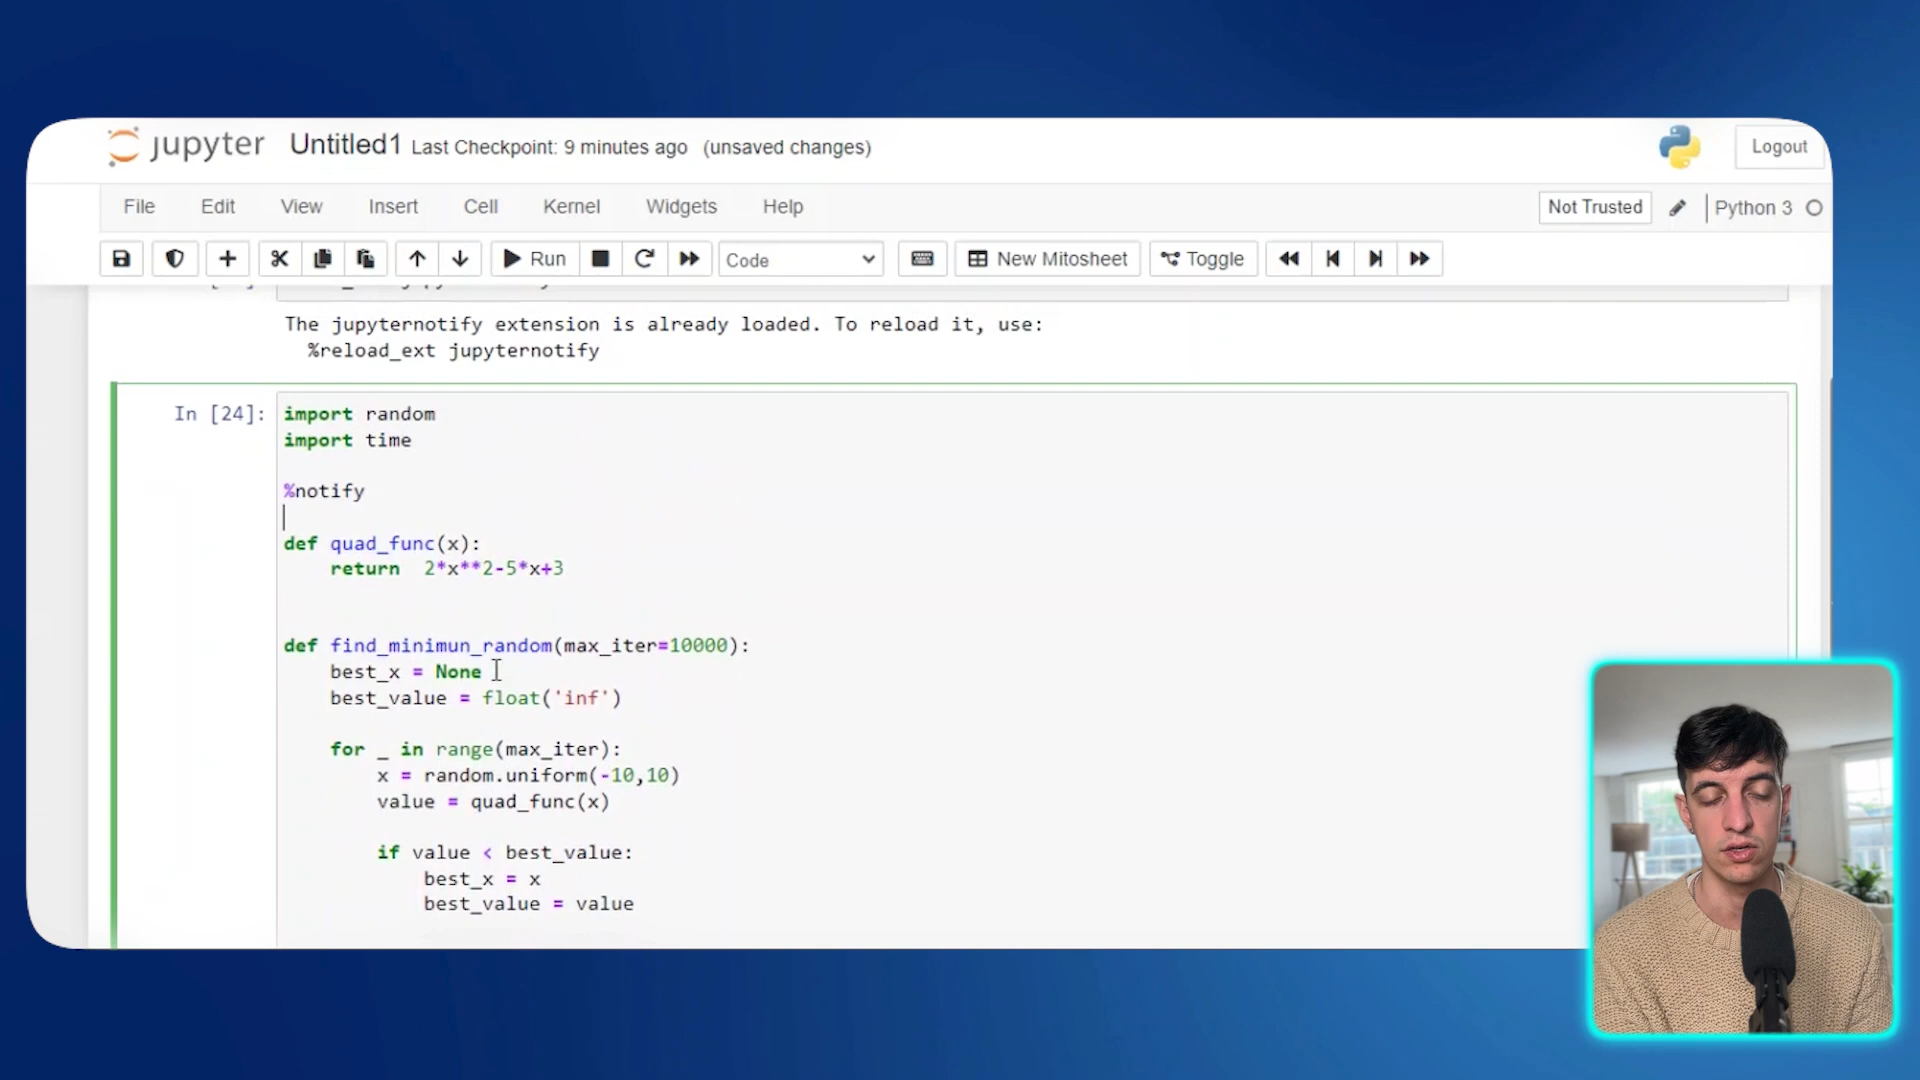 jupyter Untitled1 Last Checkpoint: 9 minutes ago (unsaved changes)
Logout
File Edit View Insert Cell Kernel Widgets Help
Not Trusted Python 3
Run Code New Mitosheet Toggle
The jupyternotify extension is already loaded. To reload it, use:
%reload_ext jupyternotify
In [24]:
import random
import time
%notify
def quad_func(x):
return 2*x**2-5*x+3
def find_minimun_random(max_iter=10000):
best_x = None
best_value = float('inf')
for _ in range(max_iter):
x = random.uniform(-10,10)
value = quad_func(x)
if value < best_value:
best_x = x
best_value = value